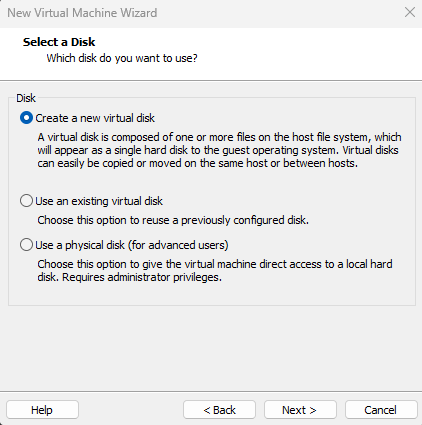 New Virtual Machine Wizard
Select a Disk
Which disk do you want to use?
Disk
Create a new virtual disk
A virtual disk is composed of one or more files on the host file system, which
will appear as a single hard disk to the guest operating system. Virtual disks
can easily be copied or moved on the same host or between hosts.
Use an existing virtual disk
Choose this option to reuse a previously configured disk.
Use a physical disk (for advanced users)
Choose this option to give the virtual machine direct access to a local hard
disk. Requires administrator privileges.
Help
< Back
Next >
Cancel